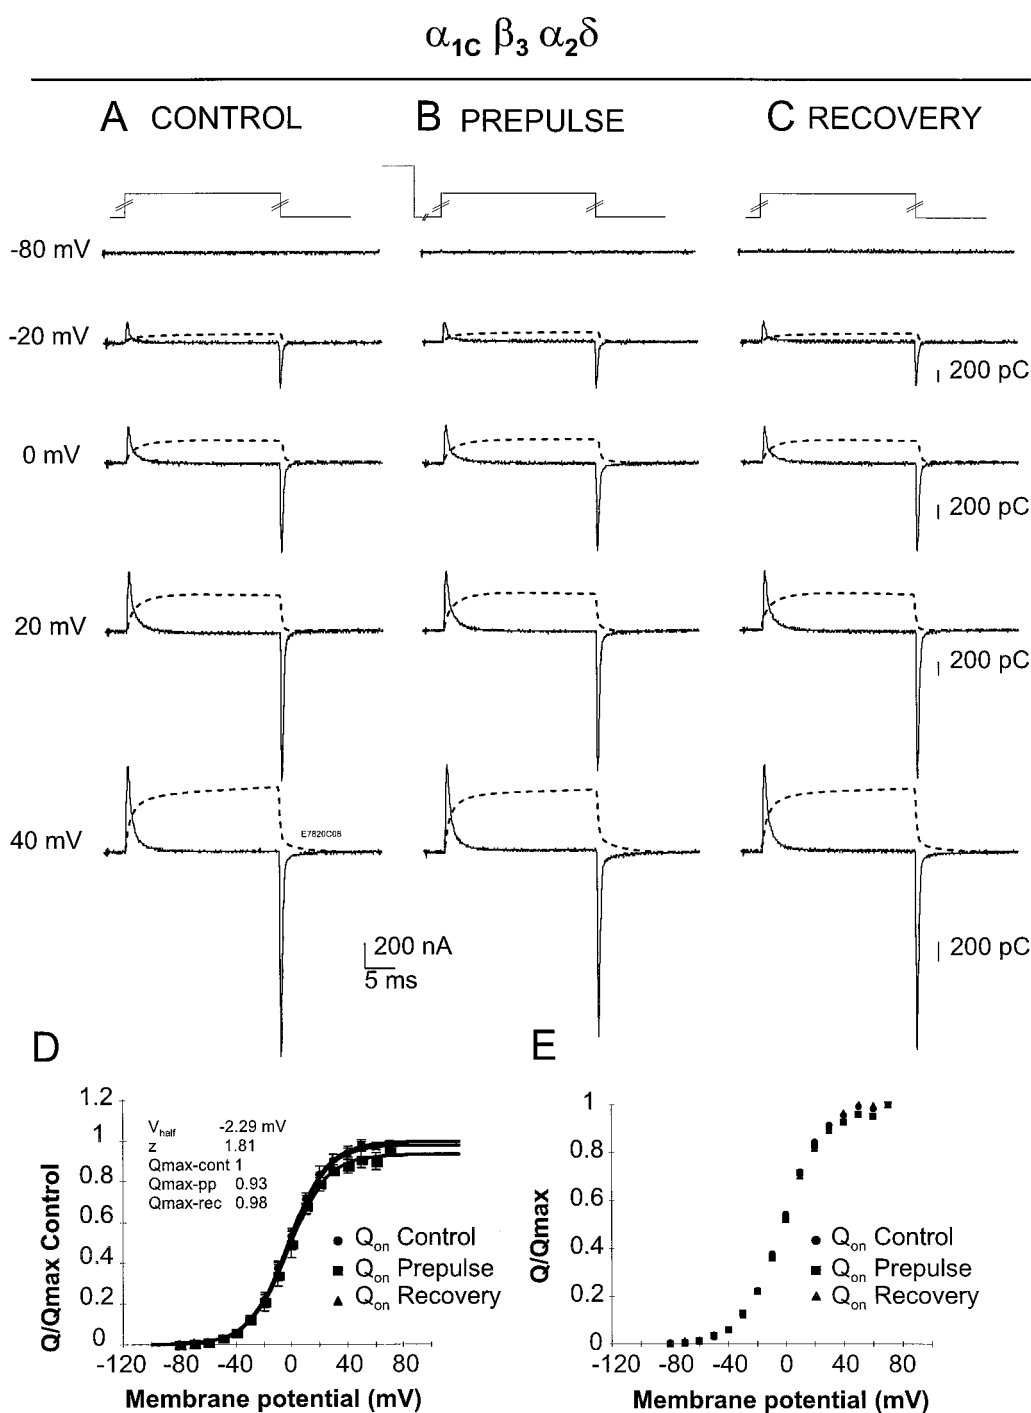 α1C β3 α2δ
A CONTROL
B PREPULSE
C RECOVERY
-80 mV
-20 mV
200 pC
0 mV
200 pC
20 mV
200 pC
40 mV
E7820C08
200 nA
5 ms
200 pC
D
Q/Qmax Control
1.2
1
0.8
0.6
0.4
0.2
0
Vhalf -2.29 mV
z 1.81
Qmax-cont 1
Qmax-pp 0.93
Qmax-rec 0.98
Qon Control
Qon Prepulse
Qon Recovery
-120 -80 -40 0 40 80
Membrane potential (mV)
E
Q/Qmax
1
0.8
0.6
0.4
0.2
0
Qon Control
Qon Prepulse
Qon Recovery
-120 -80 -40 0 40 80
Membrane potential (mV)